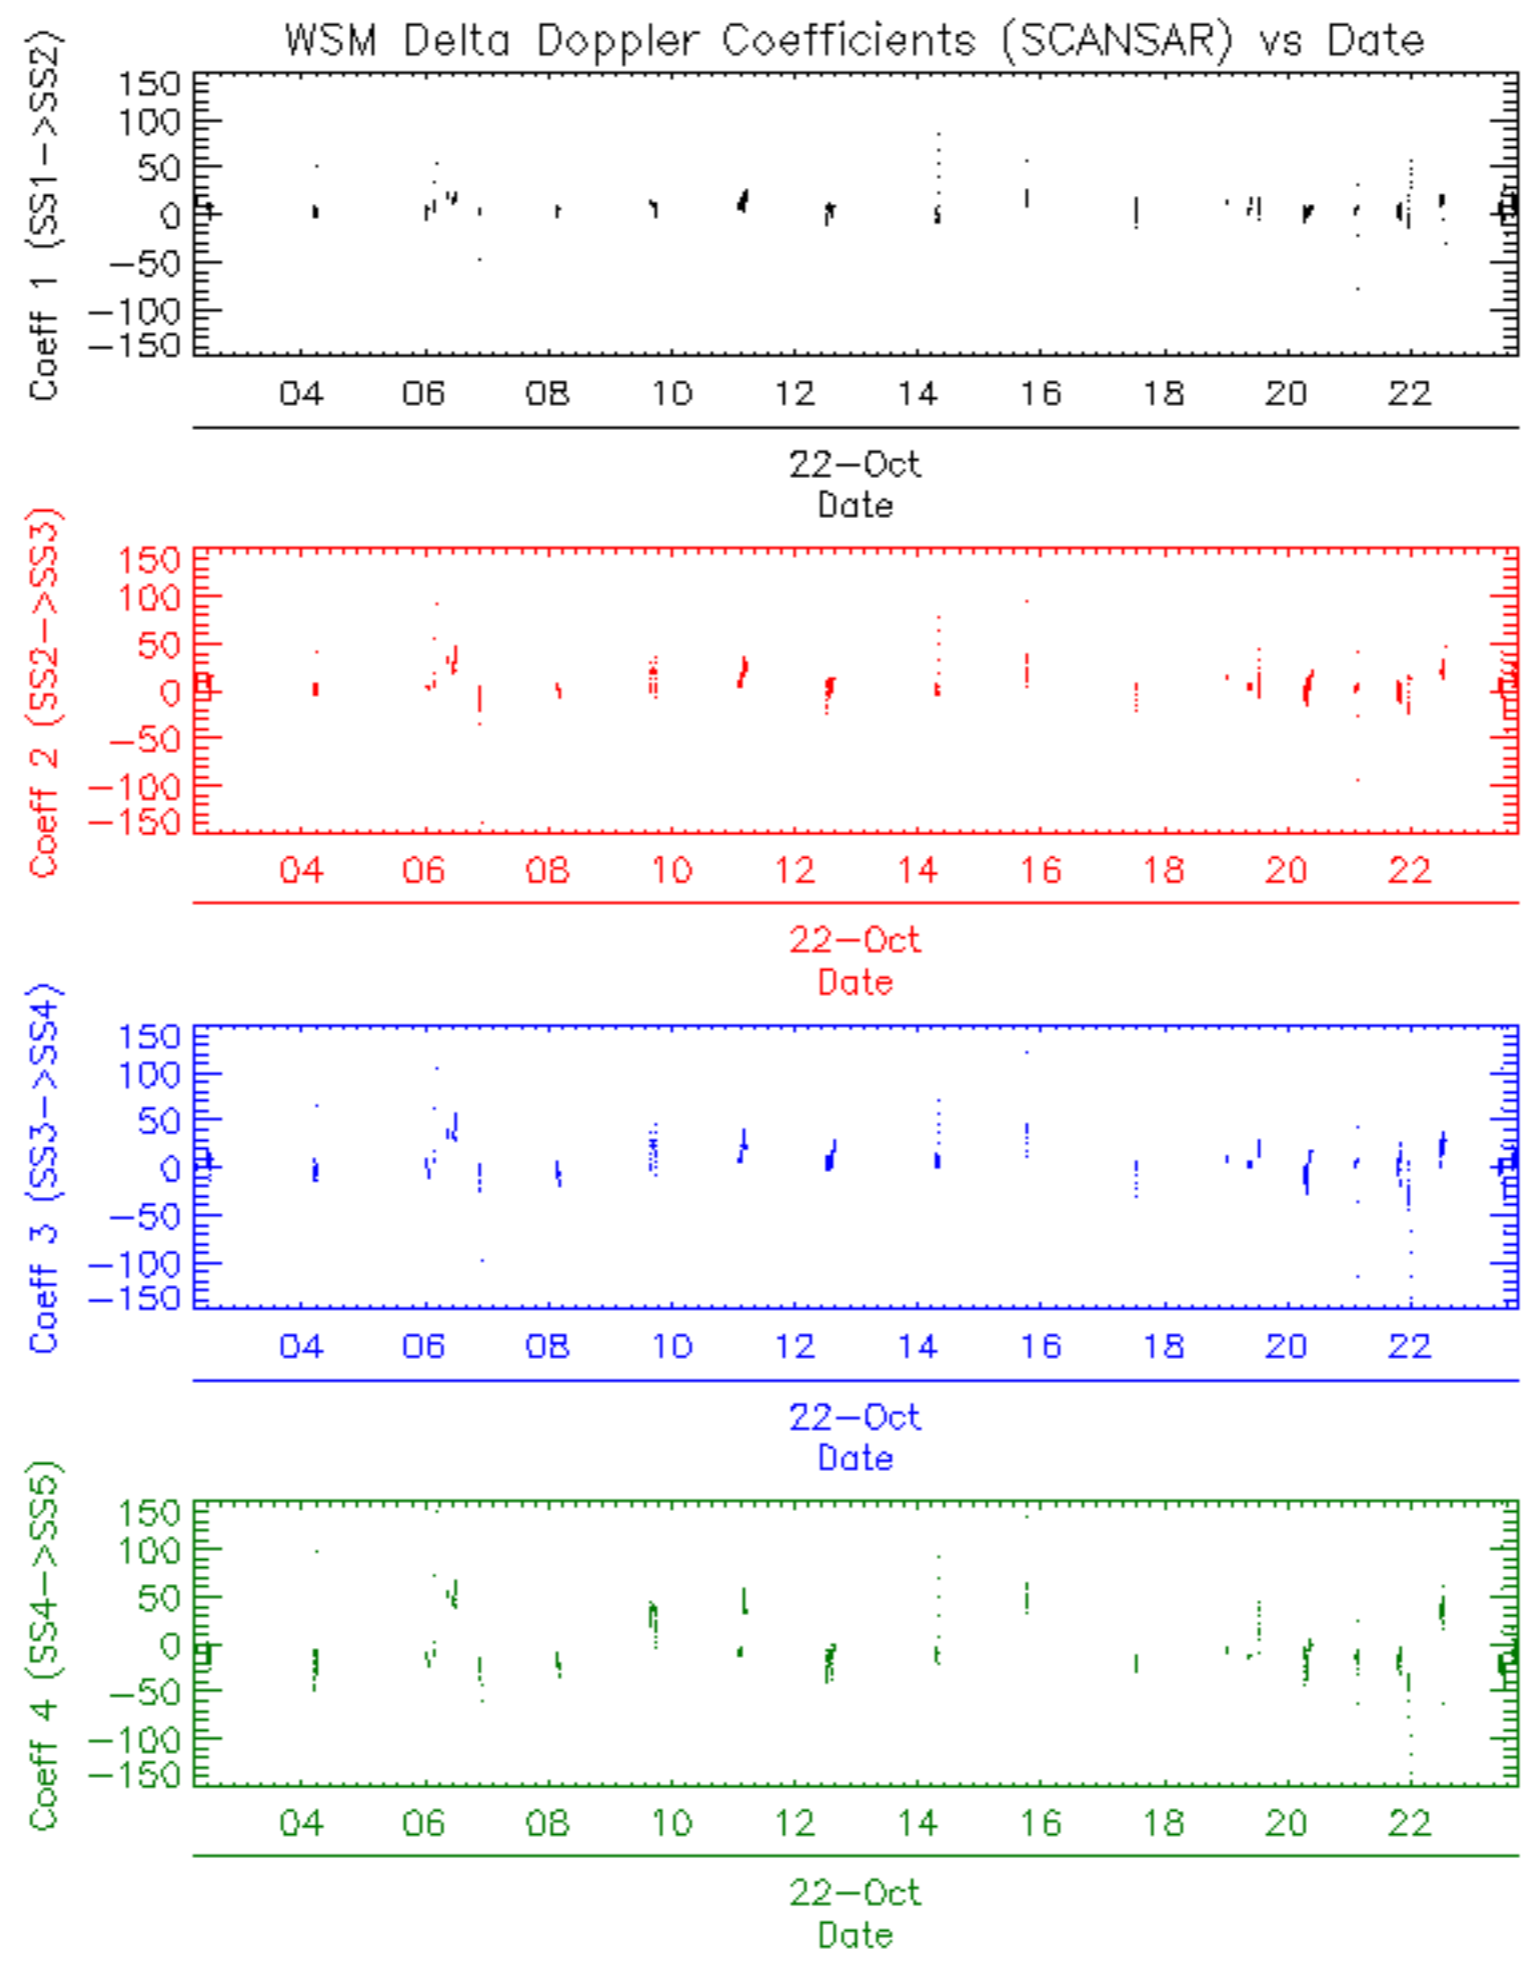 WSM Delta Doppler Coefficients (SCANSAR) vs Date
Coeff 1 (SS1->SS2)
150
100
50
0
-50
-100
-150
04 06 08 10 12 14 16 18 20 22
22-Oct
Date
Coeff 2 (SS2->SS3)
150
100
50
0
-50
-100
-150
04 06 08 10 12 14 16 18 20 22
22-Oct
Date
Coeff 3 (SS3->SS4)
150
100
50
0
-50
-100
-150
04 06 08 10 12 14 16 18 20 22
22-Oct
Date
Coeff 4 (SS4->SS5)
150
100
50
0
-50
-100
-150
04 06 08 10 12 14 16 18 20 22
22-Oct
Date